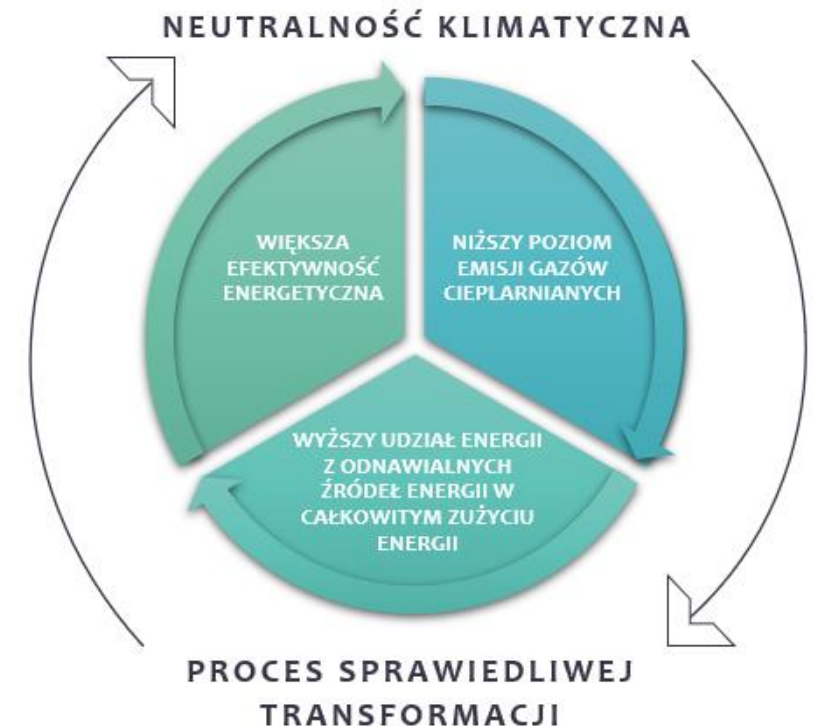 NEUTRALNOŚĆ KLIMATYCZNA
WIĘKSZA
EFEKTYWNOŚĆ
ENERGETYCZNA
NIŻSZY POZIOM
EMISJI GAZÓW
CIEPLARNIANYCH
WYŻSZY UDZIAŁ ENERGII
Z ODNAWIALNYCH
ŹRÓDEŁ ENERGII W
CAŁKOWITYM ZUŻYCIU
ENERGII
PROCES SPRAWIEDLIWEJ
TRANSFORMACJI